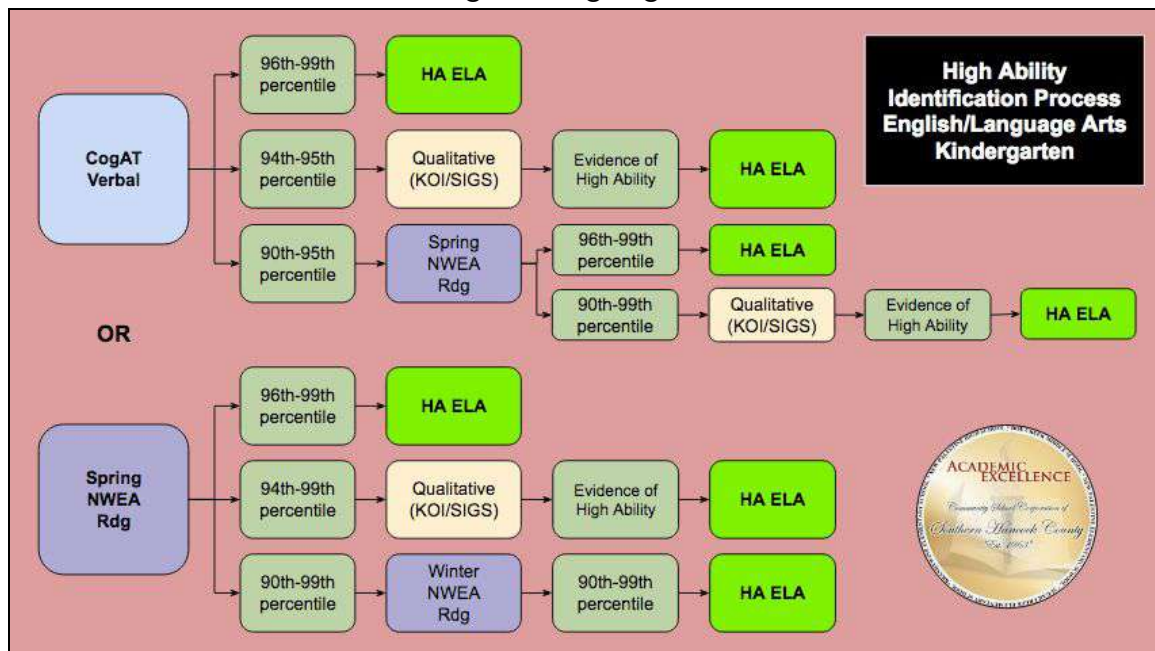 96th-99th
percentile
HA ELA
High Ability
Identification Process
English/Language Arts
Kindergarten
CogAT
Verbal
94th-95th
percentile
Qualitative
(KOI/SIGS)
Evidence of
High Ability
HA ELA
90th-95th
percentile
Spring
NWEA
Rdg
96th-99th
percentile
HA ELA
90th-99th
percentile
Qualitative
(KOI/SIGS)
Evidence of
High Ability
HA ELA
OR
96th-99th
percentile
HA ELA
Spring
NWEA
Rdg
94th-99th
percentile
Qualitative
(KOI/SIGS)
Evidence of
High Ability
HA ELA
90th-99th
percentile
Winter
NWEA
Rdg
90th-99th
percentile
HA ELA
ACADEMIC
EXCELLENCE
Community School Corporation of
Southern Hancock County